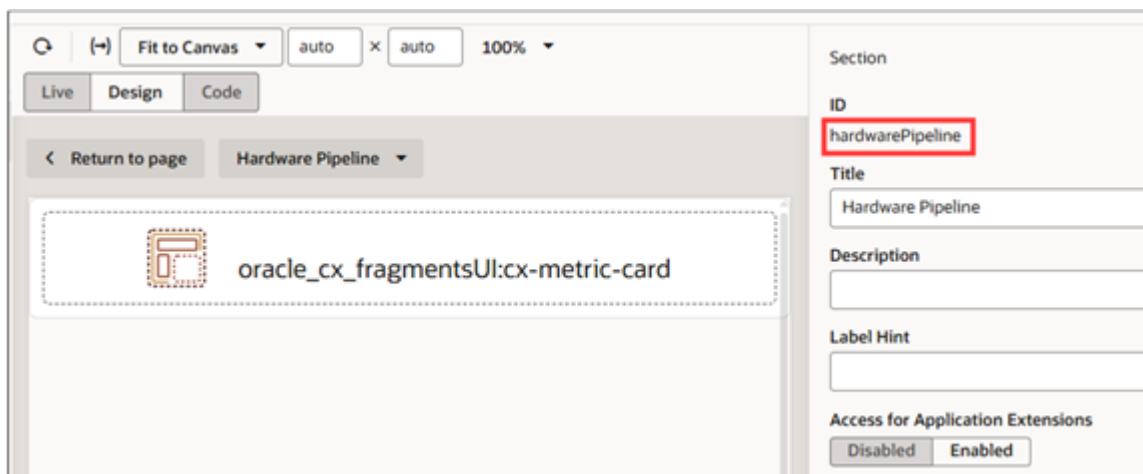 Fit to Canvas
auto × auto
100%
Live Design Code
Return to page
Hardware Pipeline
oracle_cx_fragmentsUI:cx-metric-card
Section
ID
hardwarePipeline
Title
Hardware Pipeline
Description
Label Hint
Access for Application Extensions
Disabled Enabled